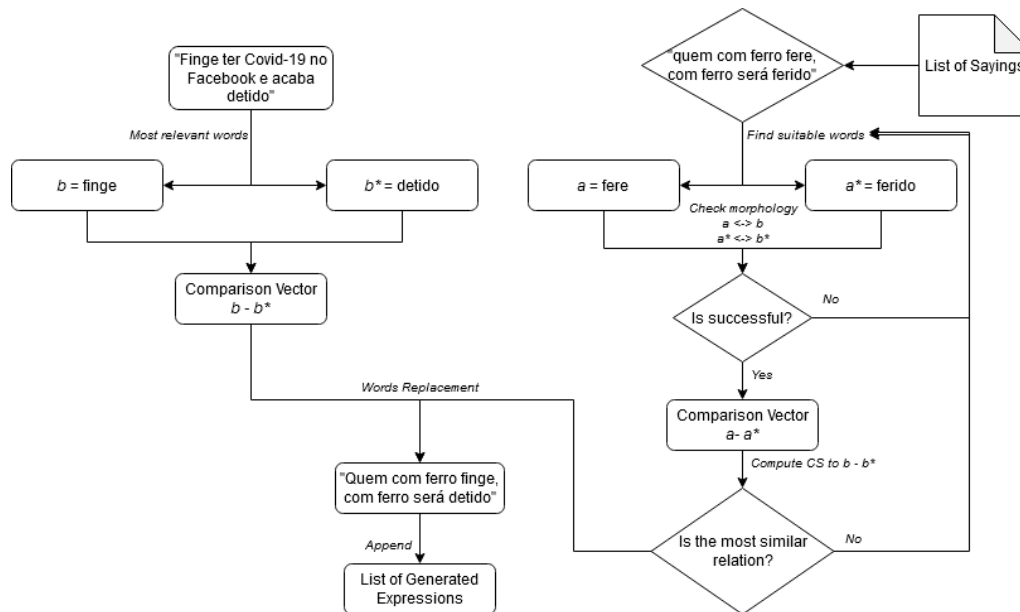 "Finge ter Covid-19 no
Facebook e acaba
detido"
Most relevant words
b = finge
b* = detido
Comparison Vector
b - b*
"quem com ferro fere,
com ferro será ferido"
List of Sayings
Find suitable words
a = fere
a* = ferido
Check morphology
a <-> b
a* <-> b*
Is successful?
No
Yes
Comparison Vector
a- a*
Compute CS to b - b*
Is the most similar
relation?
No
Words Replacement
"Quem com ferro finge,
com ferro será detido"
Append
List of Generated
Expressions